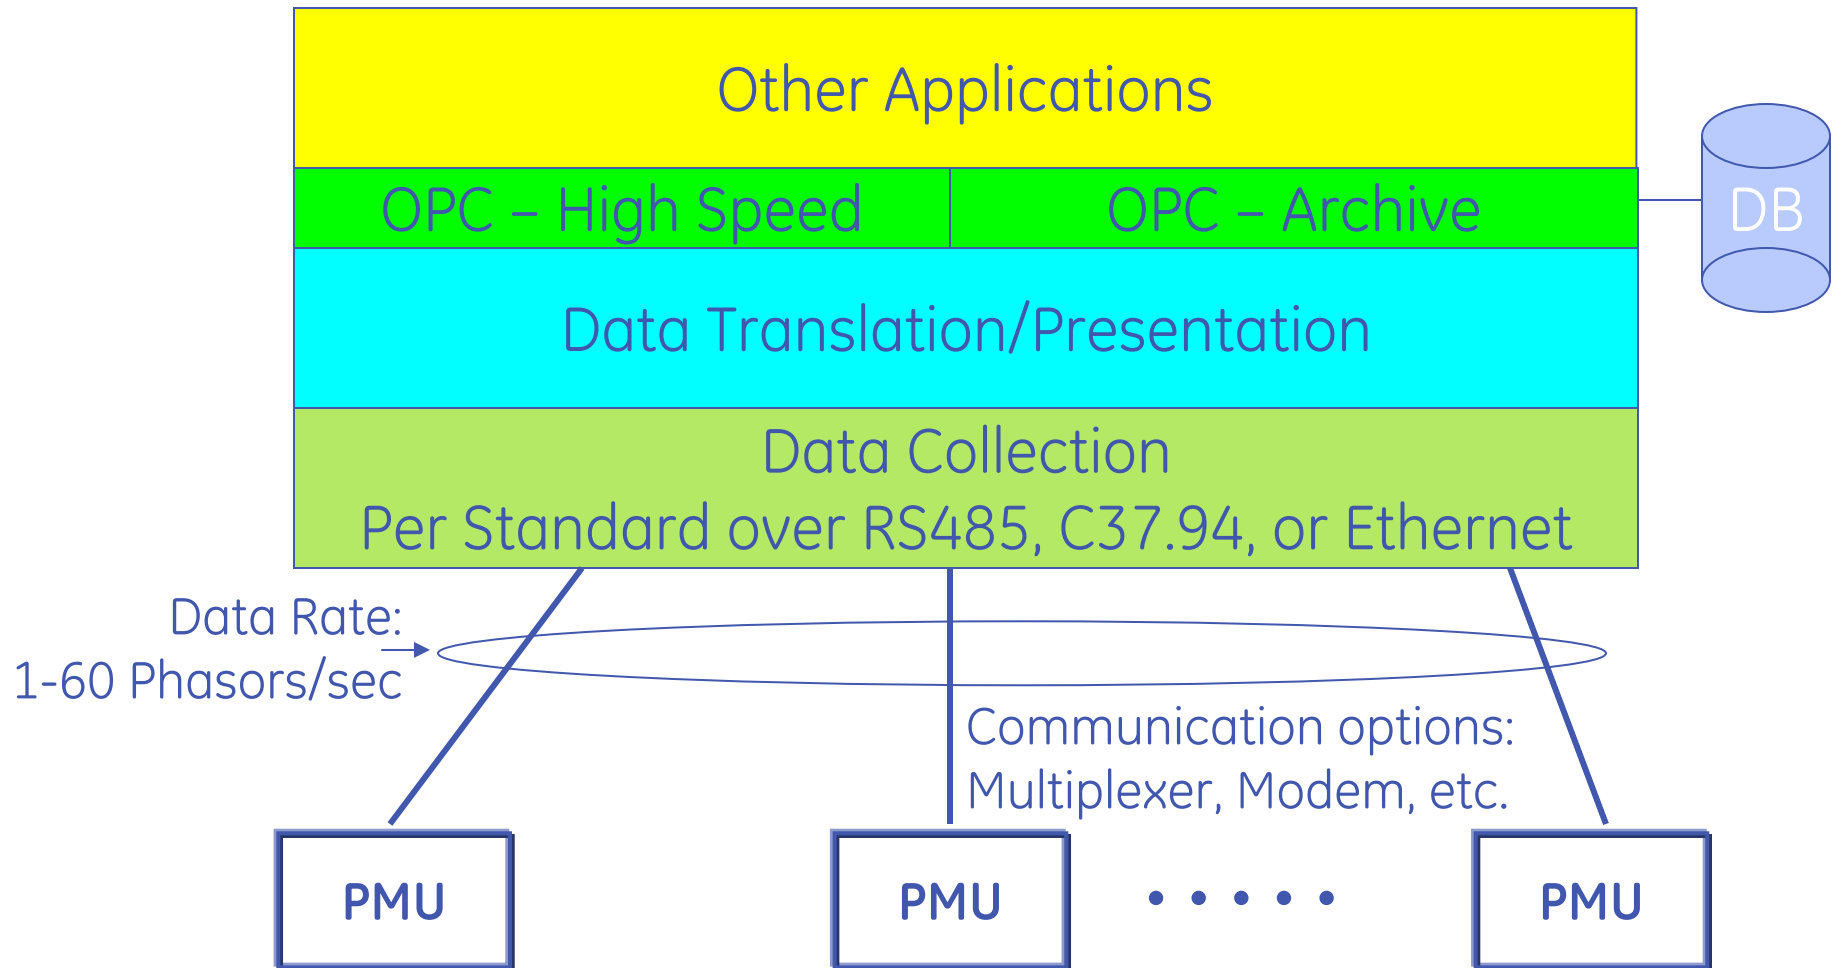 Other Applications
OPC – High Speed
OPC – Archive
DB
Data Translation/Presentation
Data Collection
Per Standard over RS485, C37.94, or Ethernet
Data Rate:
1-60 Phasors/sec
Communication options:
Multiplexer, Modem, etc.
PMU
PMU
PMU